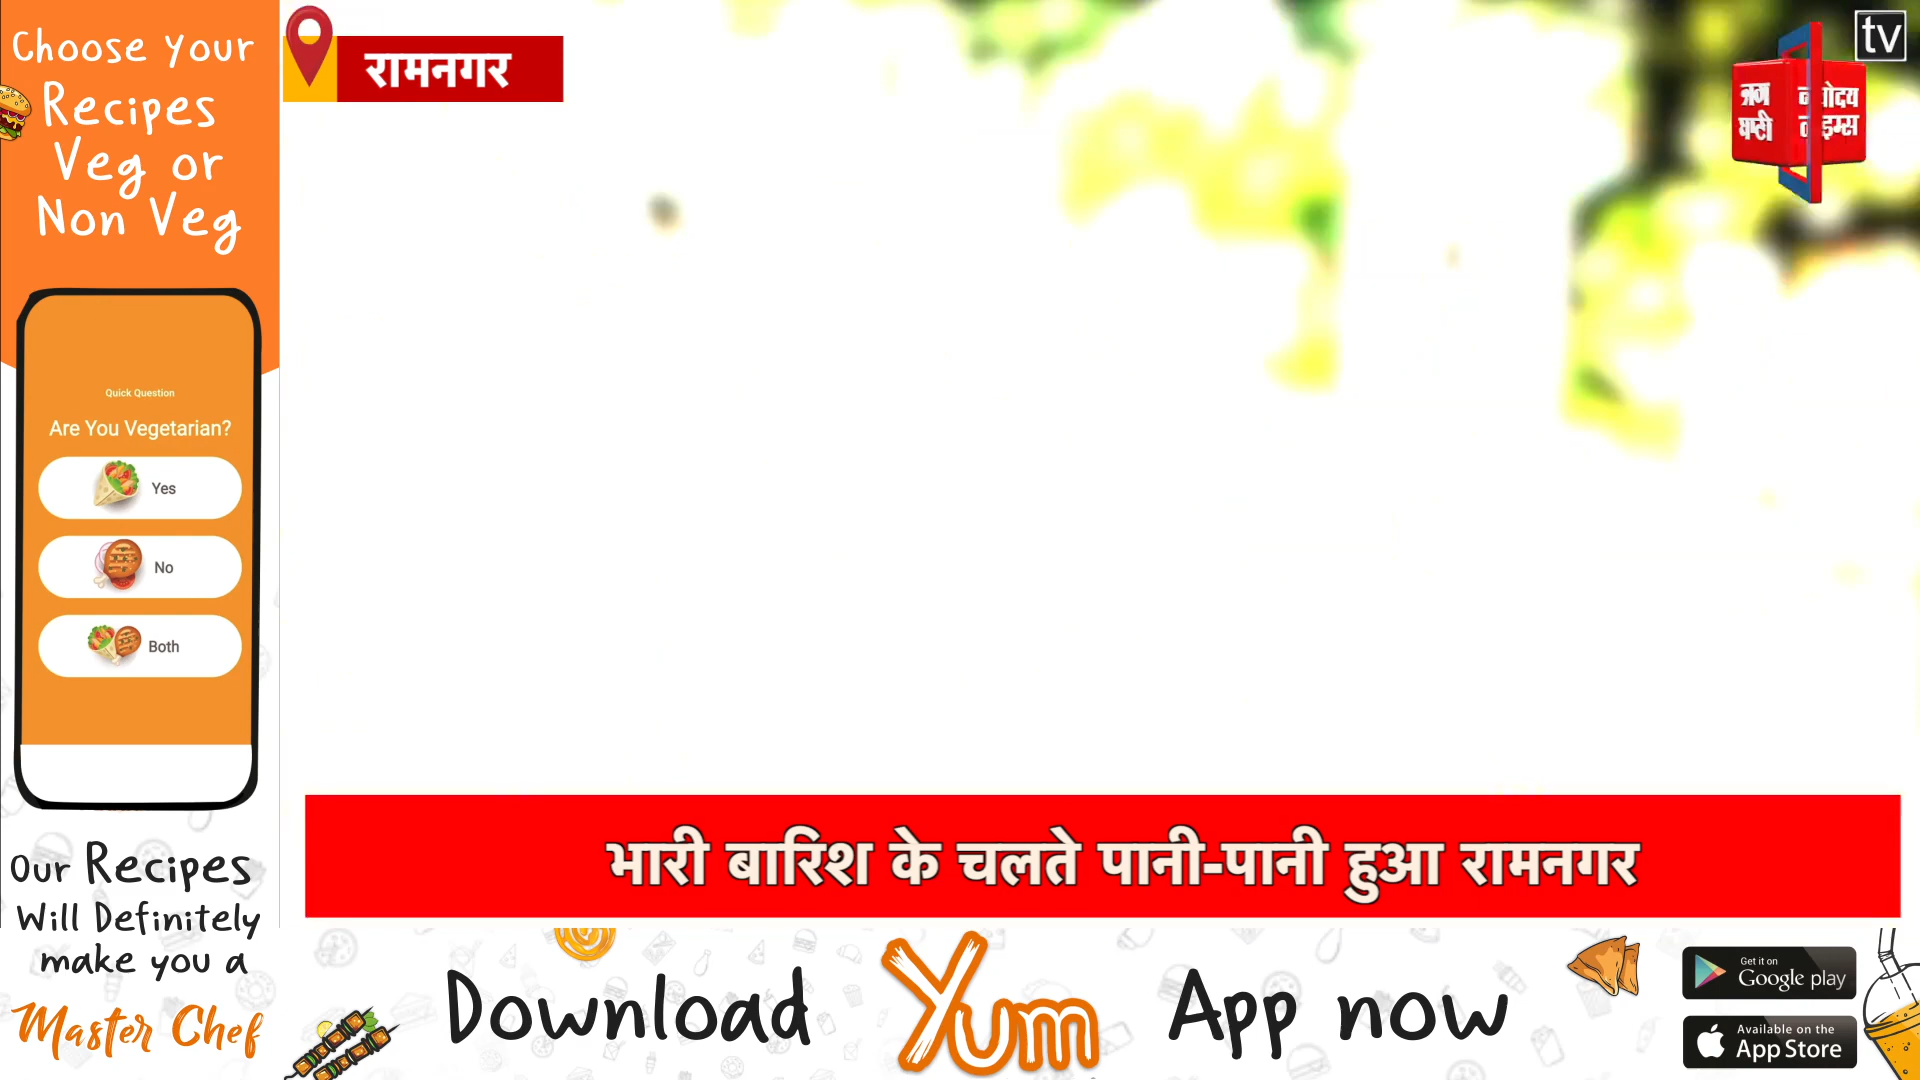 Choose Your
Recipes
Veg or
Non Veg
रामनगर
tv
Quick Question
Are You Vegetarian?
Yes
No
Both
भारी बारिश के चलते पानी-पानी हुआ रामनगर
Our Recipes
Will Definitely
make you a
Master Chef
Download Yum App now
Get it on
Google play
Available on the
App Store